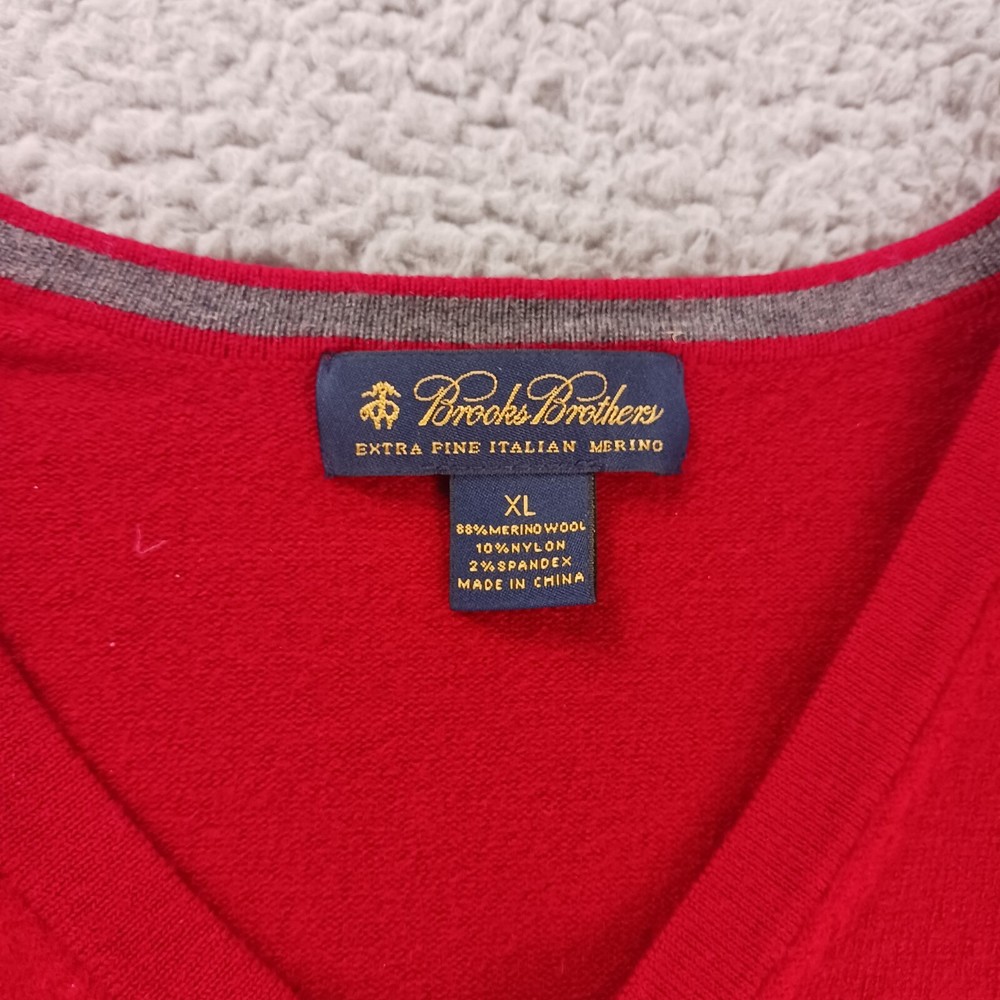 Brooks Brothers
EXTRA FINE ITALIAN MERINO
XL
88% MERINO WOOL
10% NYLON
2% SPANDEX
MADE IN CHINA